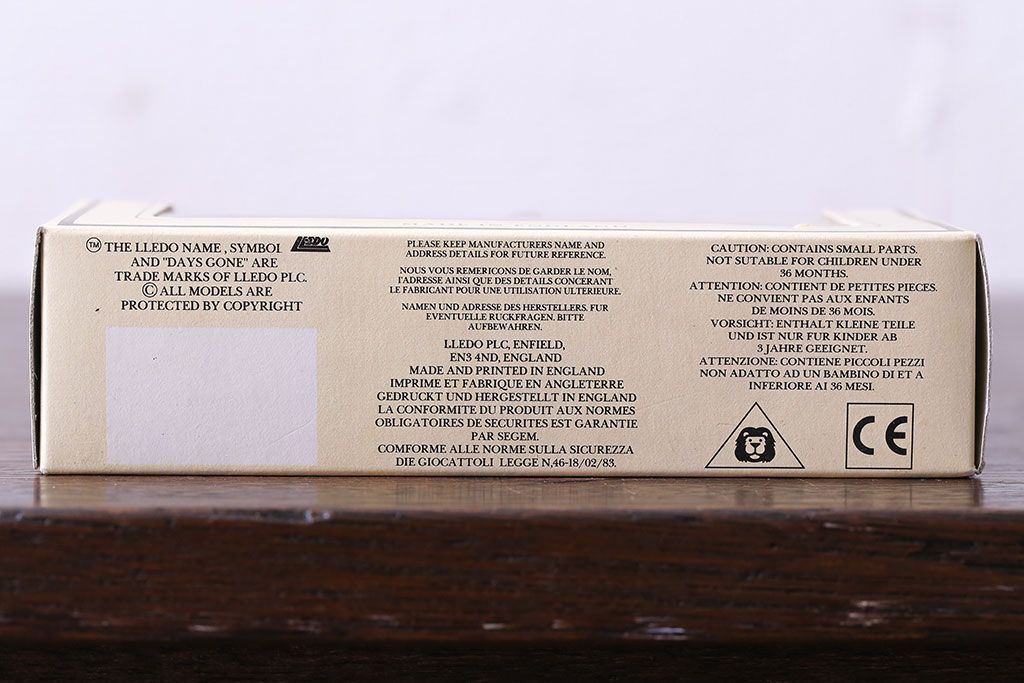 TM THE LLEDO NAME , SYMBOL LLEDO
AND "DAYS GONE" ARE
TRADE MARKS OF LLEDO PLC.
© ALL MODELS ARE
PROTECTED BY COPYRIGHT
PLEASE KEEP MANUFACTURERS NAME AND
ADDRESS DETAILS FOR FUTURE REFERENCE.
NOUS VOUS REMERICONS DE GARDER LE NOM,
L'ADRESSE AINSI QUE DES DETAILS CONCERANT
LE FABRICANT POUR UNE UTILISATION ULTERIEURE.
NAMEN UND ADRESSE DES HERSTELLERS. FUR
EVENTUELLE RUCKFRAGEN. BITTE
AUFBEWAHREN.
LLEDO PLC, ENFIELD,
EN3 4ND, ENGLAND
MADE AND PRINTED IN ENGLAND
IMPRIME ET FABRIQUE EN ANGLETERRE
GEDRUCKT UND HERGESTELLT IN ENGLAND
LA CONFORMITE DU PRODUIT AUX NORMES
OBLIGATOIRES DE SECURITES EST GARANTIE
PAR SEGEM.
COMFORME ALLE NORME SULLA SICUREZZA
DIE GIOCATTOLI LEGGE N,46-18/02/83.
CAUTION: CONTAINS SMALL PARTS.
NOT SUTABLE FOR CHILDREN UNDER
36 MONTHS.
ATTENTION: CONTIENT DE PETITES PIECES.
NE CONVIENT PAS AUX ENFANTS
DE MOINS DE 36 MOIS.
VORSICHT: ENTHALT KLEINE TEILE
UND IST NUR FUR KINDER AB
3 JAHRE GEEIGNET.
ATTENZIONE: CONTIENE PICCOLI PEZZI
NON ADATTO AD UN BAMBINO DI ET A
INFERIORE AI 36 MESI.
CE